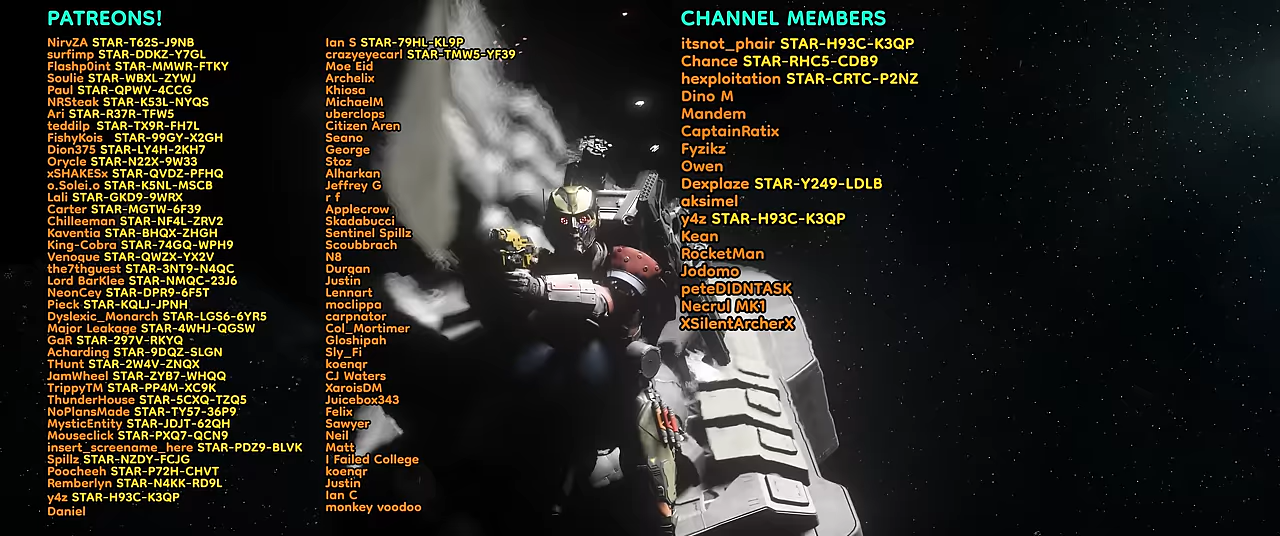 PATREONS!
NirvZA STAR-T62S-J9NB
surfimp STAR-DDKZ-Y7GL
Flashp0int STAR-MMWR-FTKY
Soulie STAR-WBXL-ZYWJ
Paul STAR-QPWV-4CCG
NRSteak STAR-K53L-NYQS
Ari STAR-R37R-TFW5
teddilp STAR-TX9R-FH7L
FishyKois STAR-99GY-X2GH
Dion375 STAR-LY4H-2KH7
Orycle STAR-N22X-9W33
xSHAKESx STAR-QVDZ-PFHQ
o.Solei.o STAR-K5NL-MSCB
Lali STAR-GKD9-9WRX
Carter STAR-MGTW-6F39
Chilleeman STAR-NF4L-ZRV2
Kaventia STAR-BHQX-ZHGH
King-Cobra STAR-74GQ-WPH9
Venoque STAR-QWZX-YX2V
the7thguest STAR-3NT9-N4QC
Lord BarKlee STAR-NMQC-23J6
NeonCey STAR-DPR9-6F5T
Pieck STAR-KQLJ-JPNH
Dyslexic_Monarch STAR-LGS6-6YR5
Major Leakage STAR-4WHJ-QGSW
GaR STAR-297V-RKYQ
Acharding STAR-9DQZ-SLGN
THunt STAR-2W4V-ZNQX
JamWheel STAR-ZYB7-WHQQ
TrippyTM STAR-PP4M-XC9K
ThunderHouse STAR-5CXQ-TZQ5
NoPlansMade STAR-TY57-36P9
MysticEntity STAR-JDJT-62QH
Mouseclick STAR-PXQ7-QCN9
insert_screename_here STAR-PDZ9-BLVK
Spillz STAR-NZDY-FCJG
Poocheeh STAR-P72H-CHVT
Remberlyn STAR-N4KK-RD9L
y4z STAR-H93C-K3QP
Daniel
Ian S STAR-79HL-KL9P
crazyeyecarl STAR-TMW5-YF39
Moe Eid
Archelix
Khiosa
MichaelM
uberclops
Citizen Aren
Seano
George
Stoz
Alharkan
Jeffrey G
r f
Applecrow
Skadabucci
Sentinel Spillz
Scoubbrach
N8
Durgan
Justin
Lennart
moclippa
carpnator
Col_Mortimer
Gloshipah
Sly_Fi
koenqr
CJ Waters
XaroisDM
Juicebox343
Felix
Sawyer
Neil
Matt
I Failed College
koenqr
Justin
Ian C
monkey voodoo
CHANNEL MEMBERS
itsnot_phair STAR-H93C-K3QP
Chance STAR-RHC5-CDB9
hexploitation STAR-CRTC-P2NZ
Dino M
Mandem
CaptainRatix
Fyzikz
Owen
Dexplaze STAR-Y249-LDLB
aksimel
y4z STAR-H93C-K3QP
Kean
RocketMan
Jodomo
peteDIDNTASK
Necrul MK1
XSilentArcherX